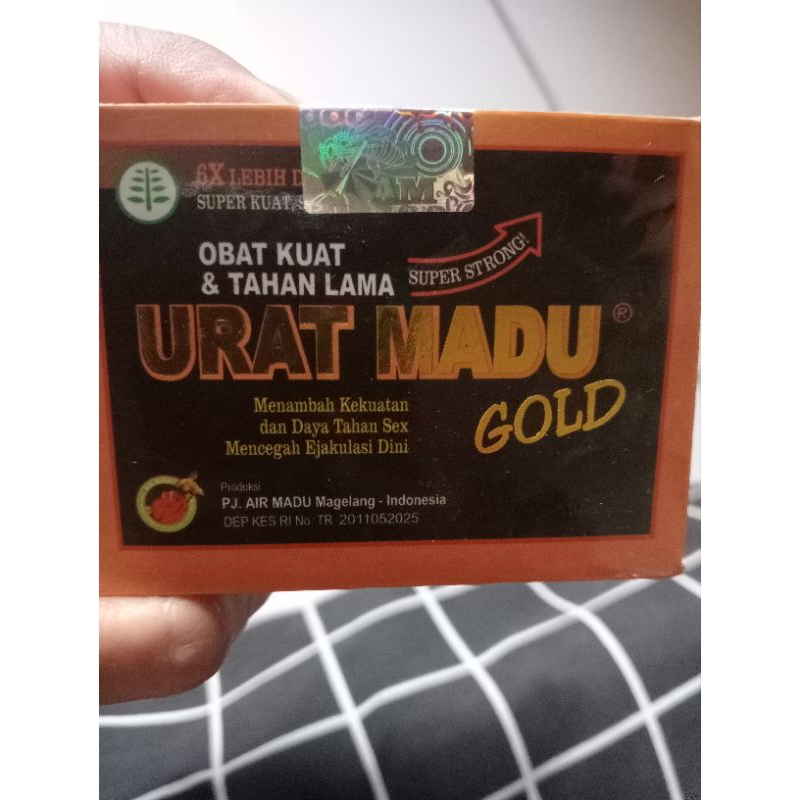 6X LEBIH
SUPER KUAT,
OBAT KUAT
& TAHAN LAMA
SUPER STRONG!
URAT MADU ®
GOLD
Menambah Kekuatan
dan Daya Tahan Sex
Mencegah Ejakulasi Dini
Produksi
PJ. AIR MADU Magelang - Indonesia
DEP KES RI No. TR 2011052025
AM